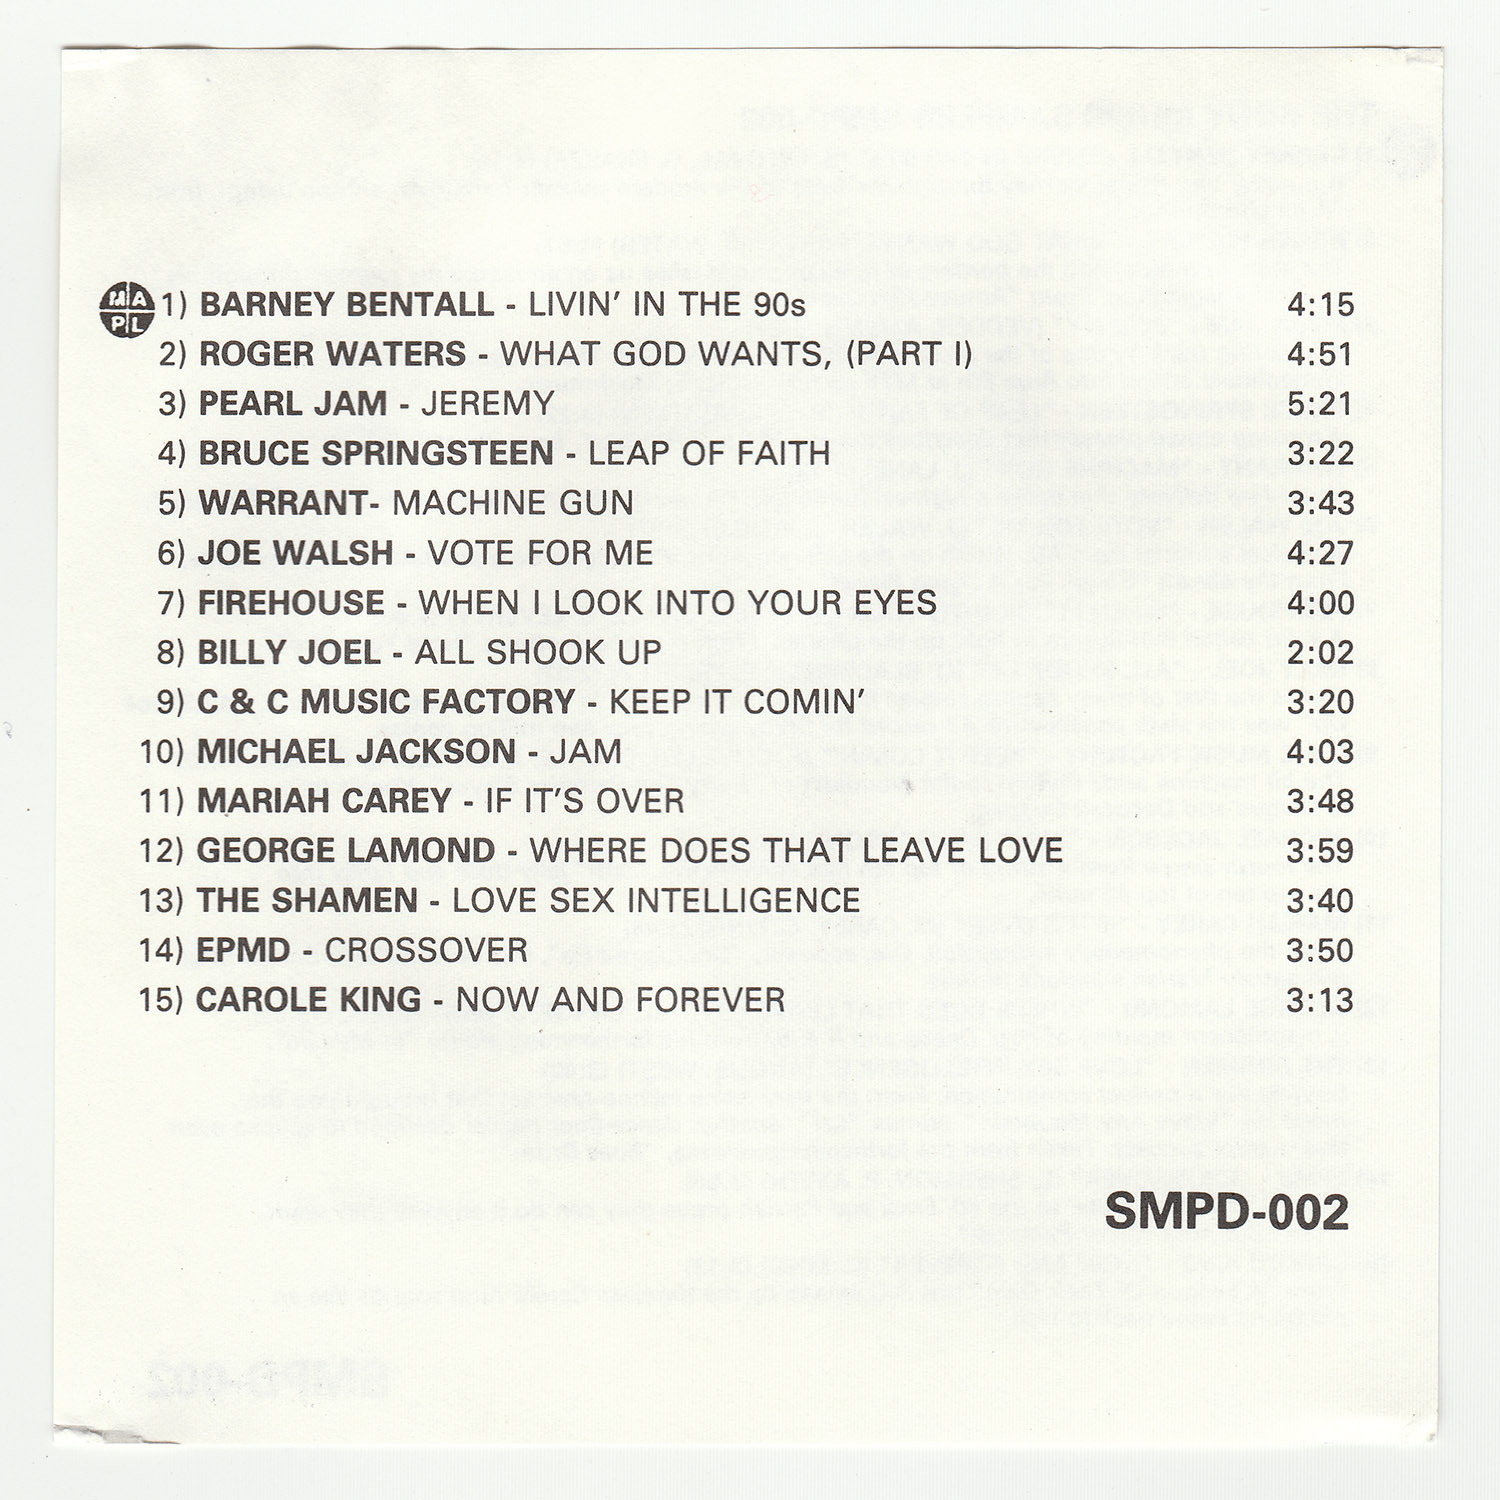 MAPL 1) BARNEY BENTALL - LIVIN' IN THE 90s 4:15
2) ROGER WATERS - WHAT GOD WANTS, (PART I) 4:51
3) PEARL JAM - JEREMY 5:21
4) BRUCE SPRINGSTEEN - LEAP OF FAITH 3:22
5) WARRANT- MACHINE GUN 3:43
6) JOE WALSH - VOTE FOR ME 4:27
7) FIREHOUSE - WHEN I LOOK INTO YOUR EYES 4:00
8) BILLY JOEL - ALL SHOOK UP 2:02
9) C & C MUSIC FACTORY - KEEP IT COMIN' 3:20
10) MICHAEL JACKSON - JAM 4:03
11) MARIAH CAREY - IF IT'S OVER 3:48
12) GEORGE LAMOND - WHERE DOES THAT LEAVE LOVE 3:59
13) THE SHAMEN - LOVE SEX INTELLIGENCE 3:40
14) EPMD - CROSSOVER 3:50
15) CAROLE KING - NOW AND FOREVER 3:13
SMPD-002